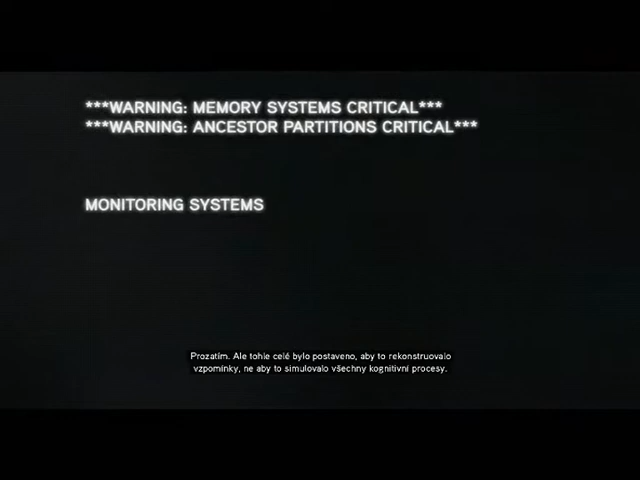 ***WARNING: MEMORY SYSTEMS CRITICAL***
***WARNING: ANCESTOR PARTITIONS CRITICAL***
MONITORING SYSTEMS
Prozatím. Ale tohle celé bylo postaveno, aby to rekonstruovalo
vzpomínky, ne aby to simulovalo všechny kognitivní procesy.